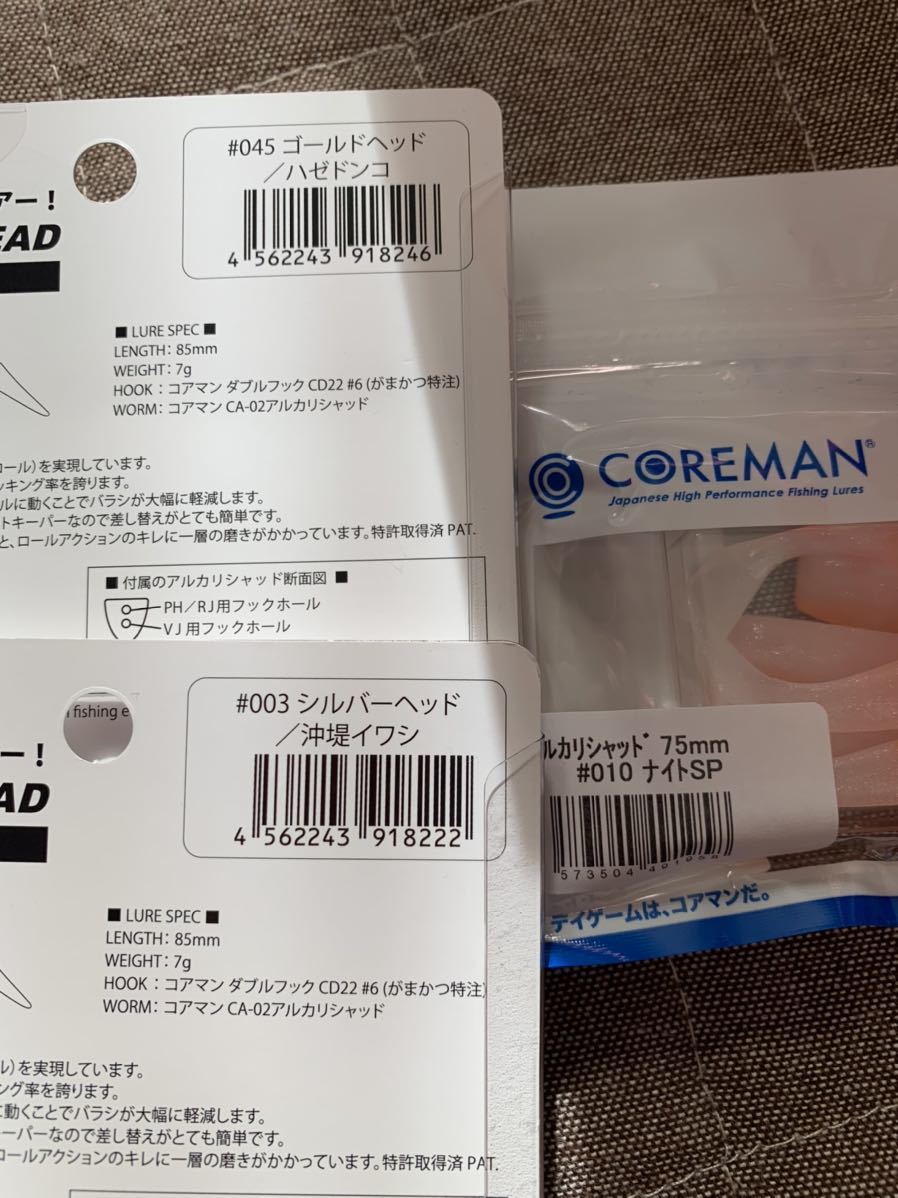 #045 ゴールドヘッド
／ハゼドンコ
4 562243 918246
アー！
EAD
■ LURE SPEC ■
LENGTH：85mm
WEIGHT：7g
HOOK：コアマン ダブルフック CD22 #6 (がまかつ特注)
WORM：コアマン CA-02アルカリシャッド
ロール）を実現しています。
ッキング率を誇ります。
ルに動くことでバラシが大幅に軽減します。
トキーパーなので差し替えがとても簡単です。
と、ロールアクションのキレに一層の磨きがかかっています。特許取得済 PAT.
■ 付属のアルカリシャッド断面図 ■
PH／RJ用フックホール
VJ用フックホール
fishing e
#003 シルバーヘッド
／沖堤イワシ
4 562243 918222
ー！
AD
■ LURE SPEC ■
LENGTH：85mm
WEIGHT：7g
HOOK：コアマン ダブルフック CD22 #6 (がまかつ特注)
WORM：コアマン CA-02アルカリシャッド
ル）を実現しています。
ング率を誇ります。
に動くことでバラシが大幅に軽減します。
ーパーなので差し替えがとても簡単です。
ロールアクションのキレに一層の磨きがかかっています。特許取得済 PAT.
COREMAN®
Japanese High Performance Fishing Lures
ルカリシャッド 75mm
#010 ナイトSP
573504
デイゲームは、コアマンだ。